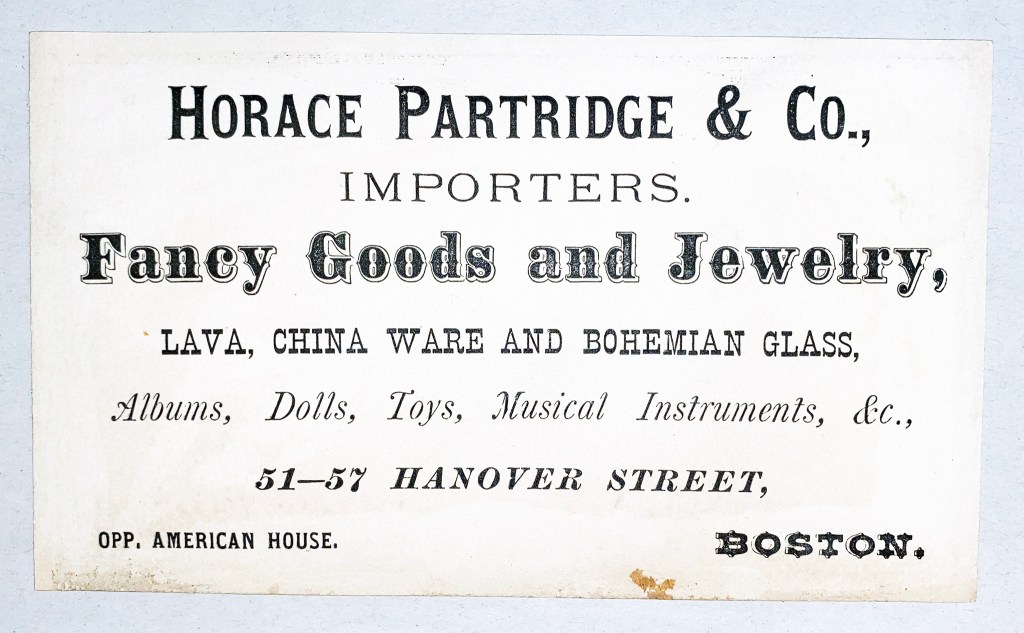 HORACE PARTRIDGE & CO.,
IMPORTERS.
Fancy Goods and Jewelry,
LAVA, CHINA WARE AND BOHEMIAN GLASS,
Albums, Dolls, Toys, Musical Instruments, &c.,
51—57 HANOVER STREET,
OPP. AMERICAN HOUSE. BOSTON.